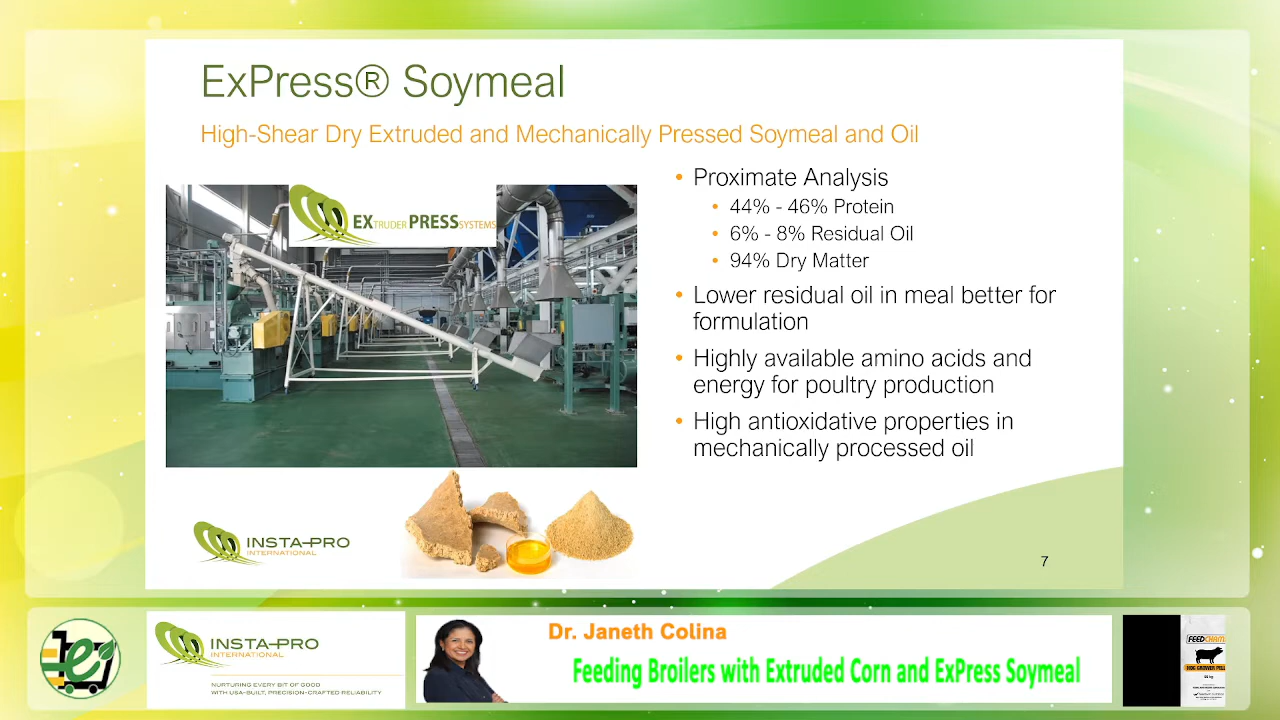 ExPress® Soymeal
High-Shear Dry Extruded and Mechanically Pressed Soymeal and Oil
EXTRUDER PRESSSYSTEMS
• Proximate Analysis
• 44% - 46% Protein
• 6% - 8% Residual Oil
• 94% Dry Matter
• Lower residual oil in meal better for
formulation
• Highly available amino acids and
energy for poultry production
• High antioxidative properties in
mechanically processed oil
INSTA-PRO
INTERNATIONAL
7
e
INSTA-PRO
INTERNATIONAL
NURTURING EVERY BIT OF GOOD
WITH USA-BUILT, PRECISION-CRAFTED RELIABILITY
Dr. Janeth Colina
Feeding Broilers with Extruded Corn and ExPress Soymeal
FEEDCHAIN
HOG GROWER PELL